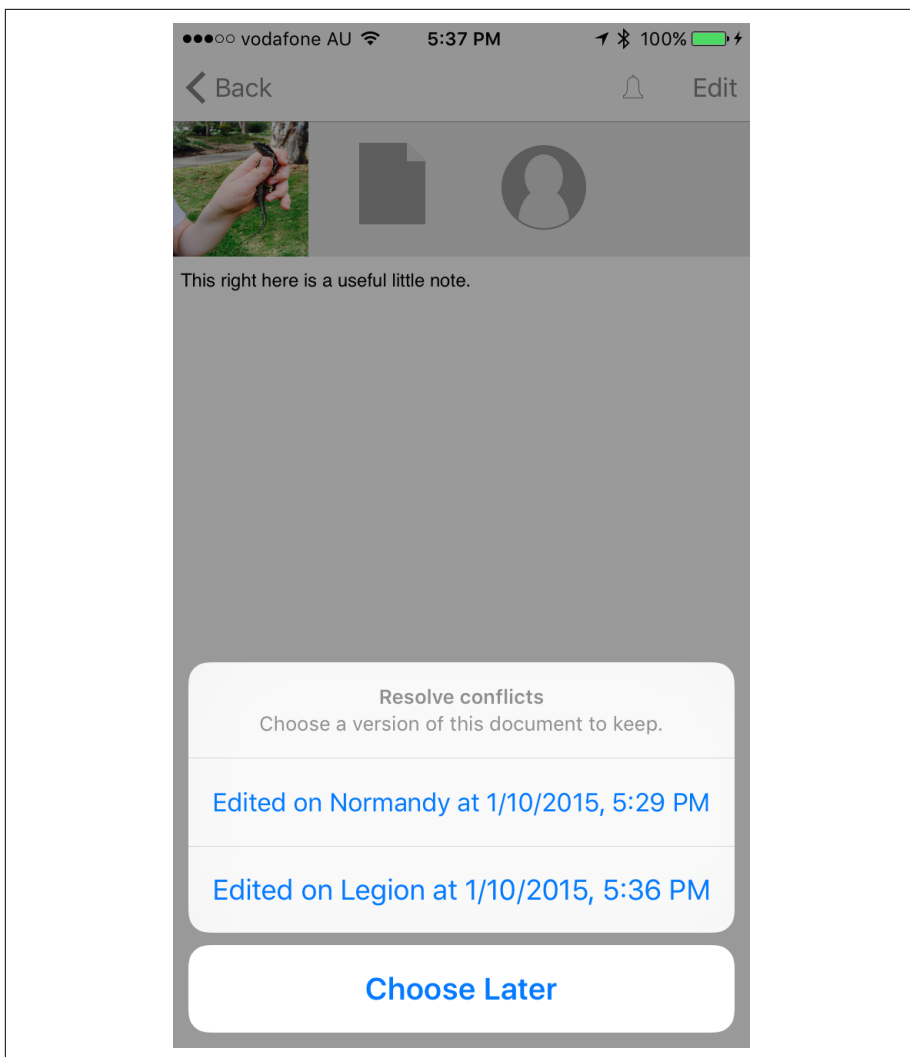 vodafone AU 5:37 PM 100%
Back Edit
This right here is a useful little note.
Resolve conflicts
Choose a version of this document to keep.
Edited on Normandy at 1/10/2015, 5:29 PM
Edited on Legion at 1/10/2015, 5:36 PM
Choose Later